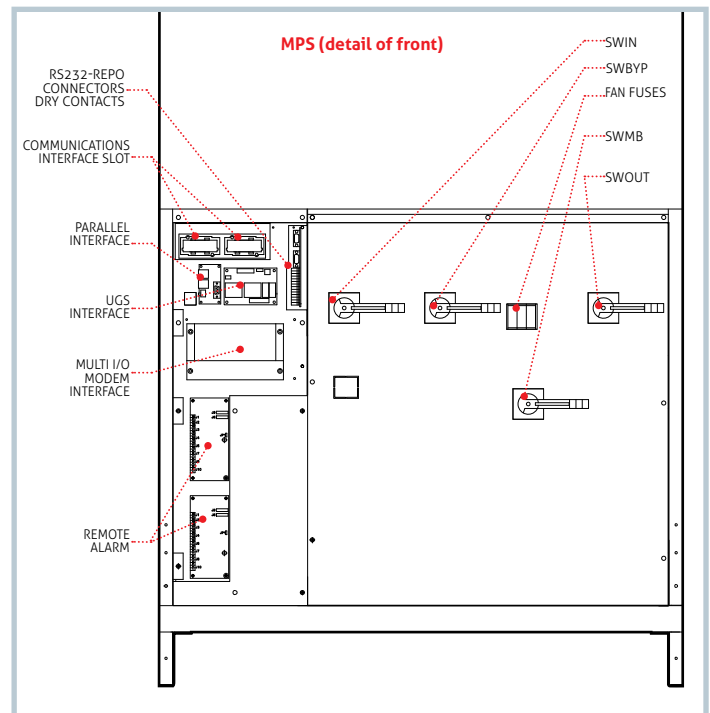 MPS (detail of front)
RS232-REPO
CONNECTORS
DRY CONTACTS
COMMUNICATIONS
INTERFACE SLOT
PARALLEL
INTERFACE
UGS
INTERFACE
MULTI I/O
MODEM
INTERFACE
REMOTE
ALARM
SWIN
SWBYP
FAN FUSES
SWMB
SWOUT